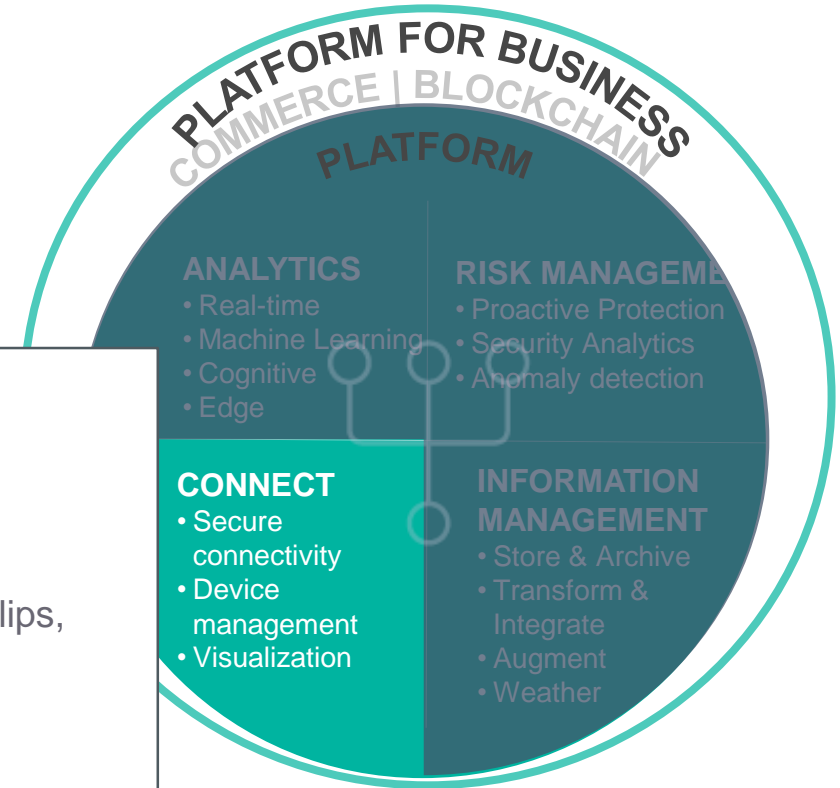 PLATFORM FOR BUSINESS
COMMERCE | BLOCKCHAIN
PLATFORM
ANALYTICS
• Real-time
• Machine Learning
• Cognitive
• Edge
RISK MANAGEME
• Proactive Protection
• Security Analytics
• Anomaly detection
CONNECT
• Secure
connectivity
• Device
management
• Visualization
INFORMATION
MANAGEMENT
• Store & Archive
• Transform &
Integrate
• Augment
• Weather
lips,